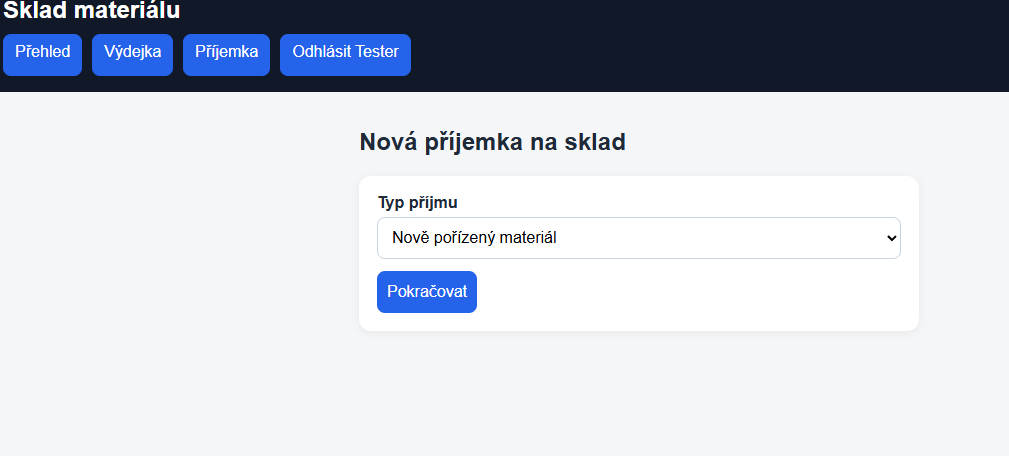 Sklad materiálu
Přehled Výdejka Příjemka Odhlásit Tester
Nová příjemka na sklad
Typ příjmu
Nově pořízený materiál
Pokračovat